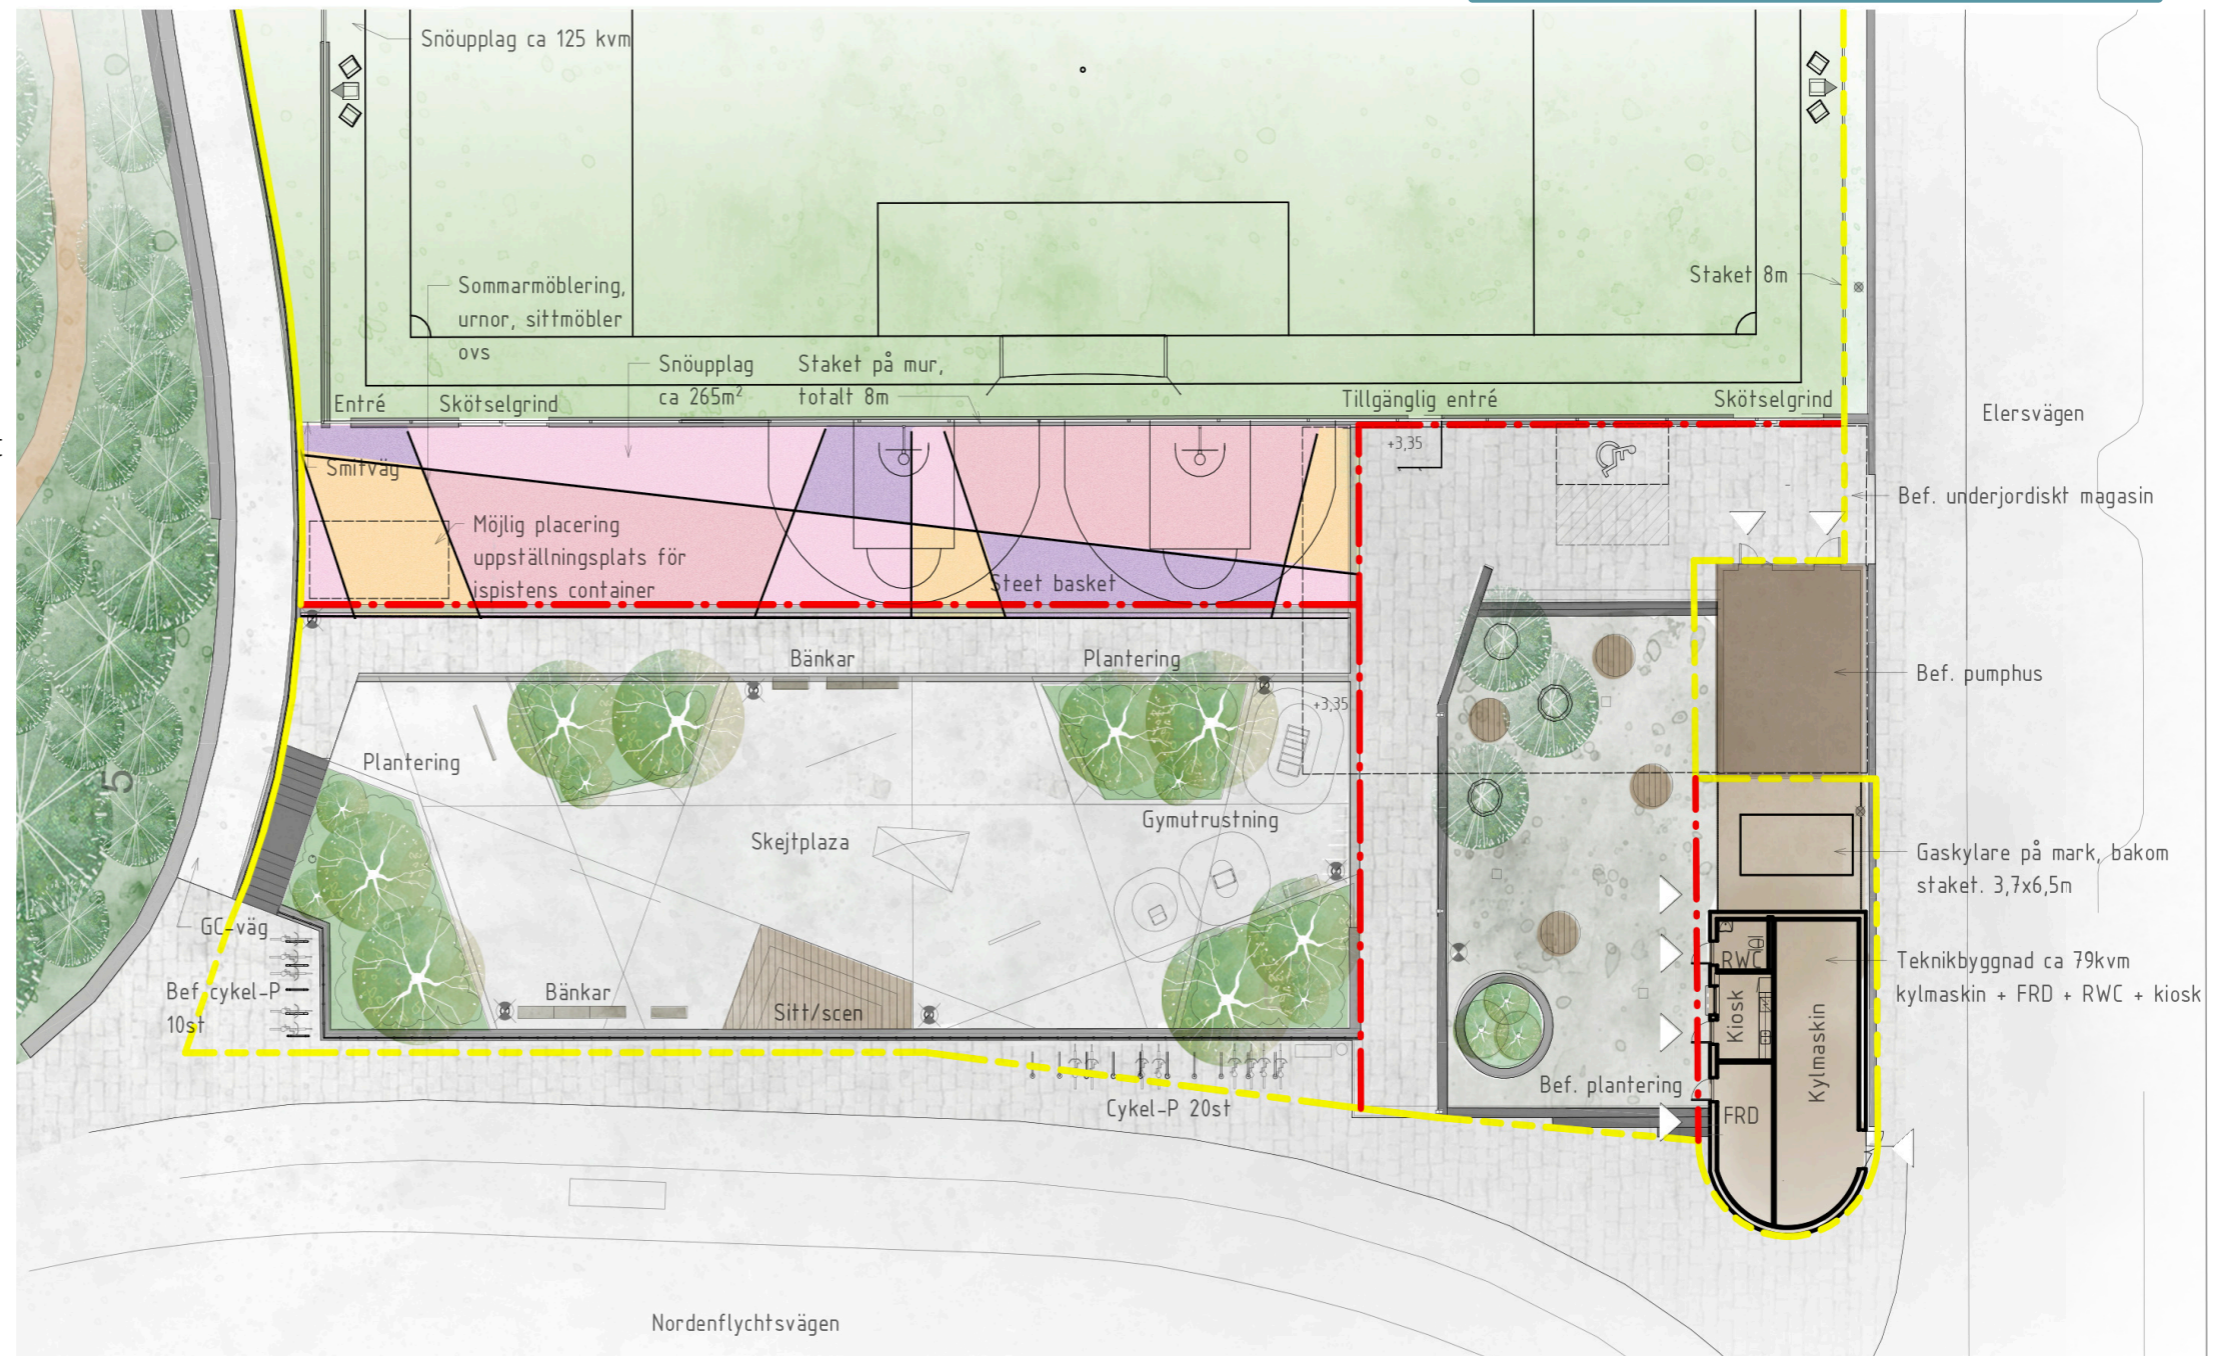 Snöupplag ca 125 kvm
Sommarmöblering,
urnor, sittmöbler
ovs
Staket 8m
Snöupplag
ca 265m²
Staket på mur,
totalt 8m
Entré
Skötselgrind
Tillgänglig entré
Skötselgrind
Elersvägen
+3,35
Smitväg
Bef. underjordiskt magasin
Möjlig placering
uppställningsplats för
ispistens container
Steet basket
Bänkar
Plantering
Bef. pumphus
+3,35
Plantering
5
Gymutrustning
Skejtplaza
Gaskylare på mark, bakom
staket. 3,7x6,5m
GC-väg
RWC
Teknikbyggnad ca 79kvm
kylmaskin + FRD + RWC + kiosk
Bef cykel-P
10st
Bänkar
Sitt/scen
Kiosk
Kylmaskin
Bef. plantering
Cykel-P 20st
FRD
Nordenflychtsvägen